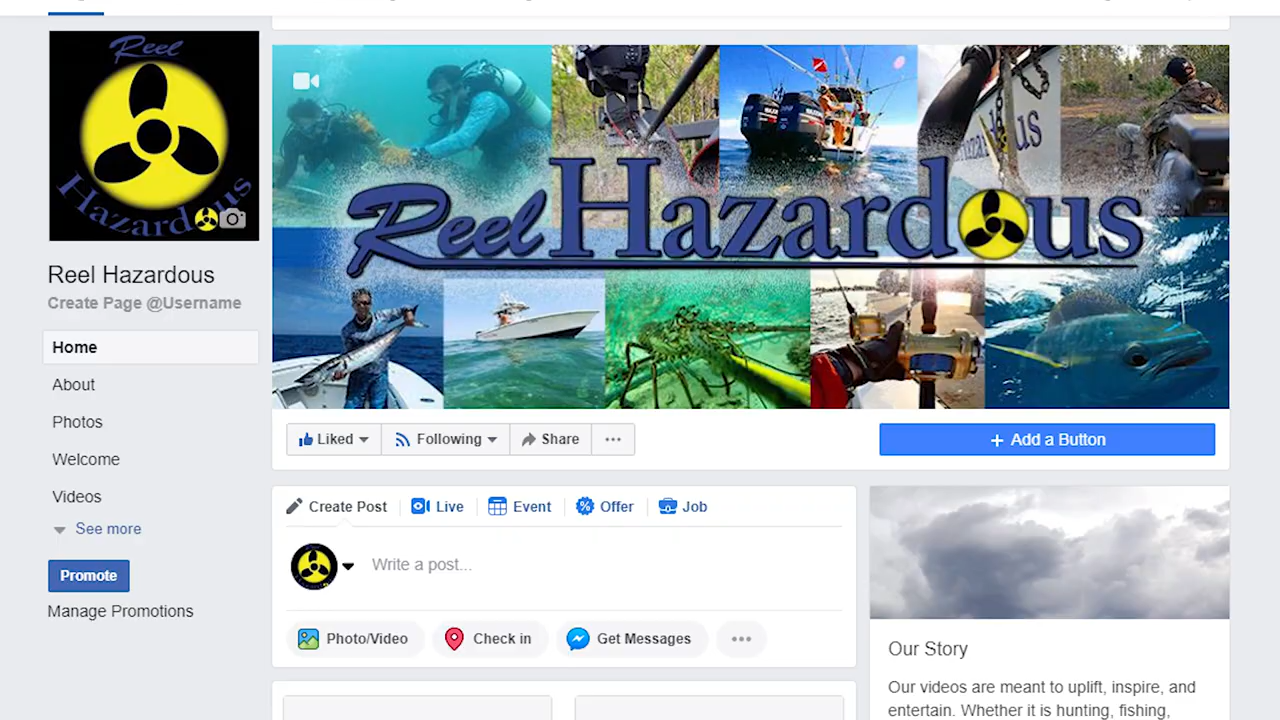 Reel
Hazardous
Reel Hazardous
Create Page @Username
Home
About
Photos
Welcome
Videos
See more
Promote
Manage Promotions
Reel Hazardous
Liked
Following
Share
+ Add a Button
Create Post
Live
Event
Offer
Job
Write a post...
Photo/Video
Check in
Get Messages
Our Story
Our videos are meant to uplift, inspire, and
entertain. Whether it is hunting, fishing,